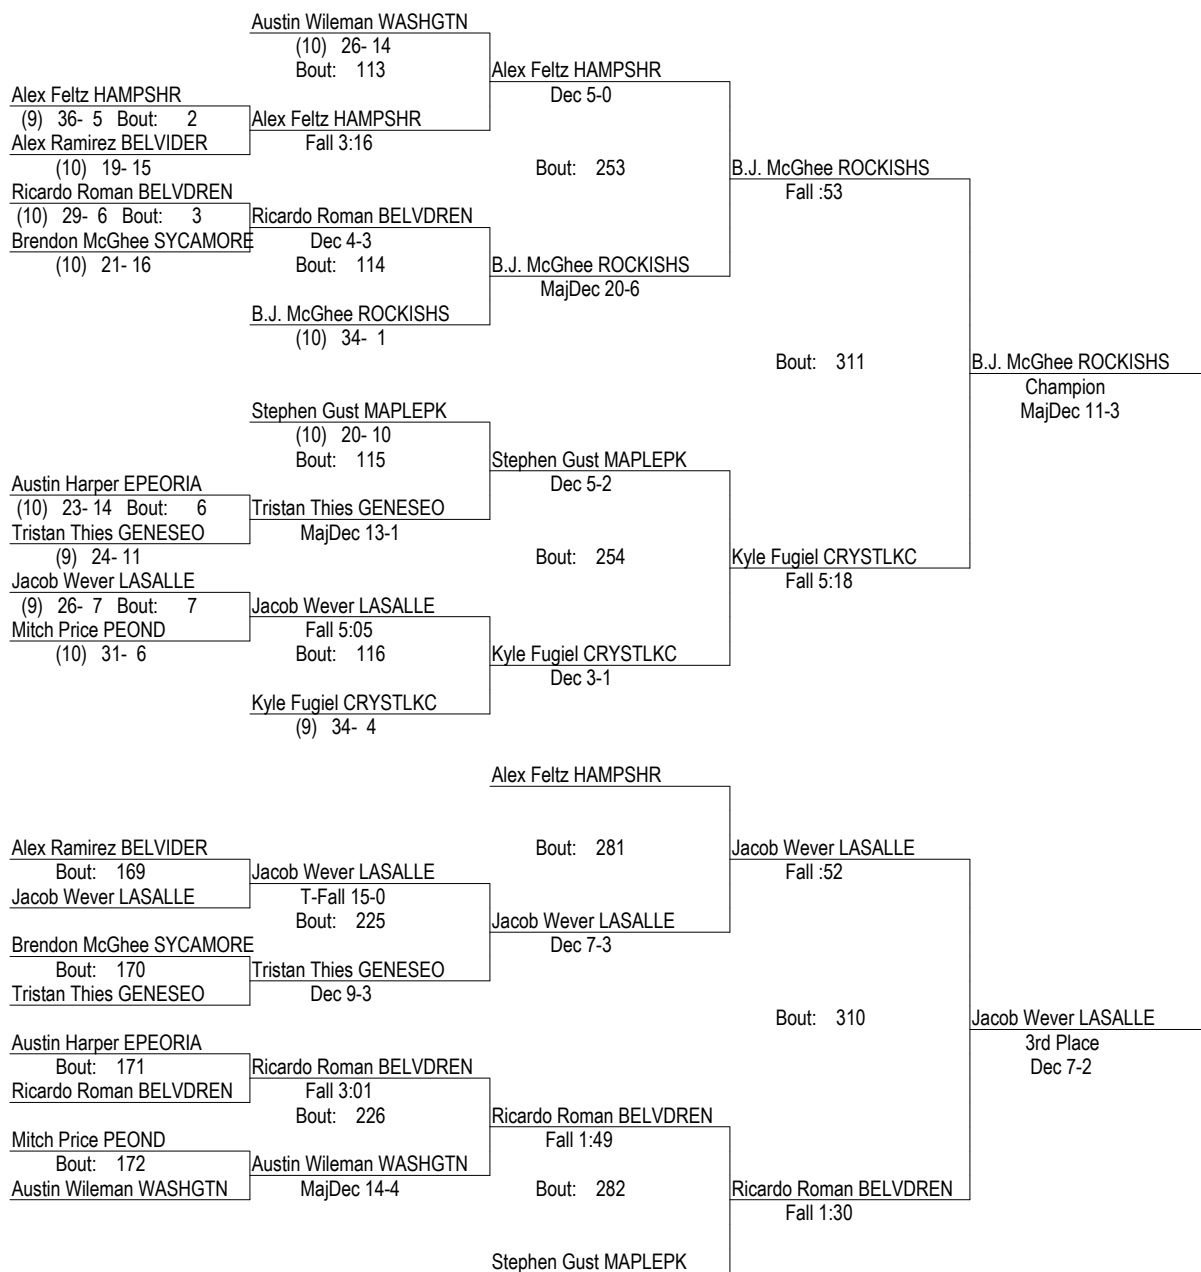 Austin Wileman WASHGTN
(10) 26- 14
Bout: 113
Alex Feltz HAMPSHR
Dec 5-0
Alex Feltz HAMPSHR
(9) 36- 5 Bout: 2
Alex Feltz HAMPSHR
Alex Ramirez BELVIDER
Fall 3:16
(10) 19- 15
Bout: 253
B.J. McGhee ROCKISHS
Ricardo Roman BELVDREN
Fall :53
(10) 29- 6 Bout: 3
Ricardo Roman BELVDREN
Brendon McGhee SYCAMORE
Dec 4-3
(10) 21- 16
Bout: 114
B.J. McGhee ROCKISHS
MajDec 20-6
B.J. McGhee ROCKISHS
(10) 34- 1
Bout: 311
B.J. McGhee ROCKISHS
Champion
MajDec 11-3
Stephen Gust MAPLEPK
(10) 20- 10
Bout: 115
Stephen Gust MAPLEPK
Dec 5-2
Austin Harper EPEORIA
(10) 23- 14 Bout: 6
Tristan Thies GENESEO
Tristan Thies GENESEO
MajDec 13-1
(9) 24- 11
Bout: 254
Kyle Fugiel CRYSTLKC
Fall 5:18
Jacob Wever LASALLE
(9) 26- 7 Bout: 7
Jacob Wever LASALLE
Mitch Price PEOND
Fall 5:05
(10) 31- 6
Bout: 116
Kyle Fugiel CRYSTLKC
Dec 3-1
Kyle Fugiel CRYSTLKC
(9) 34- 4
Alex Feltz HAMPSHR
Alex Ramirez BELVIDER
Bout: 281
Jacob Wever LASALLE
Bout: 169
Jacob Wever LASALLE
Fall :52
Jacob Wever LASALLE
T-Fall 15-0
Bout: 225
Jacob Wever LASALLE
Dec 7-3
Brendon McGhee SYCAMORE
Bout: 170
Tristan Thies GENESEO
Tristan Thies GENESEO
Dec 9-3
Bout: 310
Jacob Wever LASALLE
3rd Place
Dec 7-2
Austin Harper EPEORIA
Bout: 171
Ricardo Roman BELVDREN
Ricardo Roman BELVDREN
Fall 3:01
Bout: 226
Ricardo Roman BELVDREN
Fall 1:49
Mitch Price PEOND
Bout: 172
Austin Wileman WASHGTN
Austin Wileman WASHGTN
MajDec 14-4
Bout: 282
Ricardo Roman BELVDREN
Fall 1:30
Stephen Gust MAPLEPK